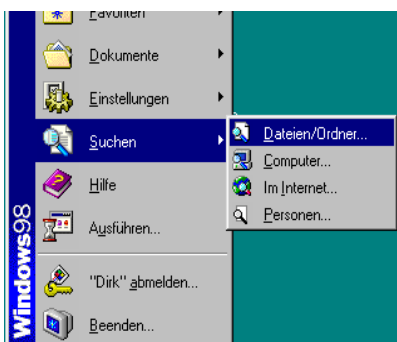 Favoriten
Dokumente
Einstellungen
Suchen
Dateien/Ordner...
Computer...
Im Internet...
Personen...
Hilfe
Ausführen...
"Dirk" abmelden...
Beenden...
Windows98